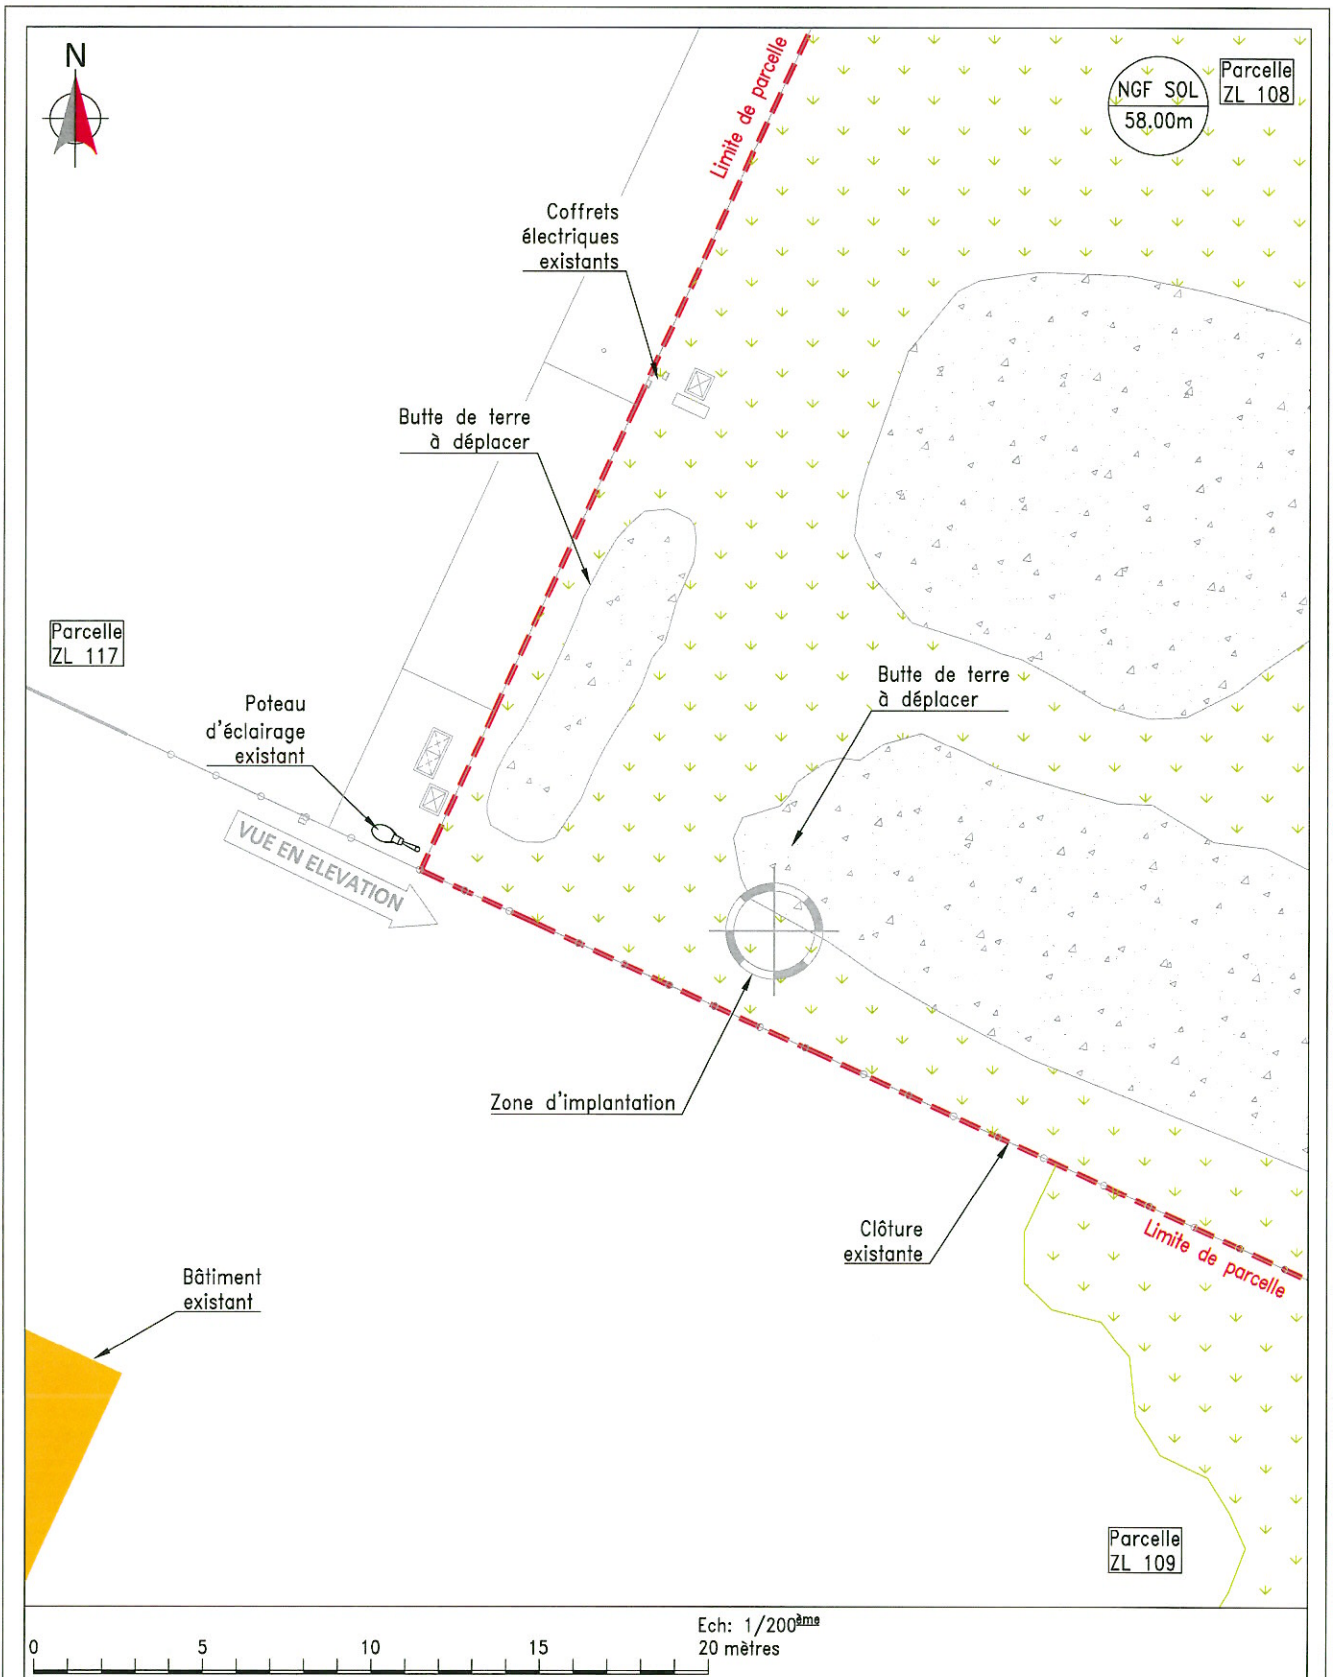 N
Limite de parcelle
NGF SOL
58.00m
Parcelle
ZL 108
Coffrets
électriques
existants
Butte de terre
à déplacer
Parcelle
ZL 117
Poteau
d'éclairage
existant
Butte de terre
à déplacer
VUE EN ELEVATION
Zone d'implantation
Clôture
existante
Limite de parcelle
Bâtiment
existant
Parcelle
ZL 109
Ech: 1/200ème
0 5 10 15 20 mètres